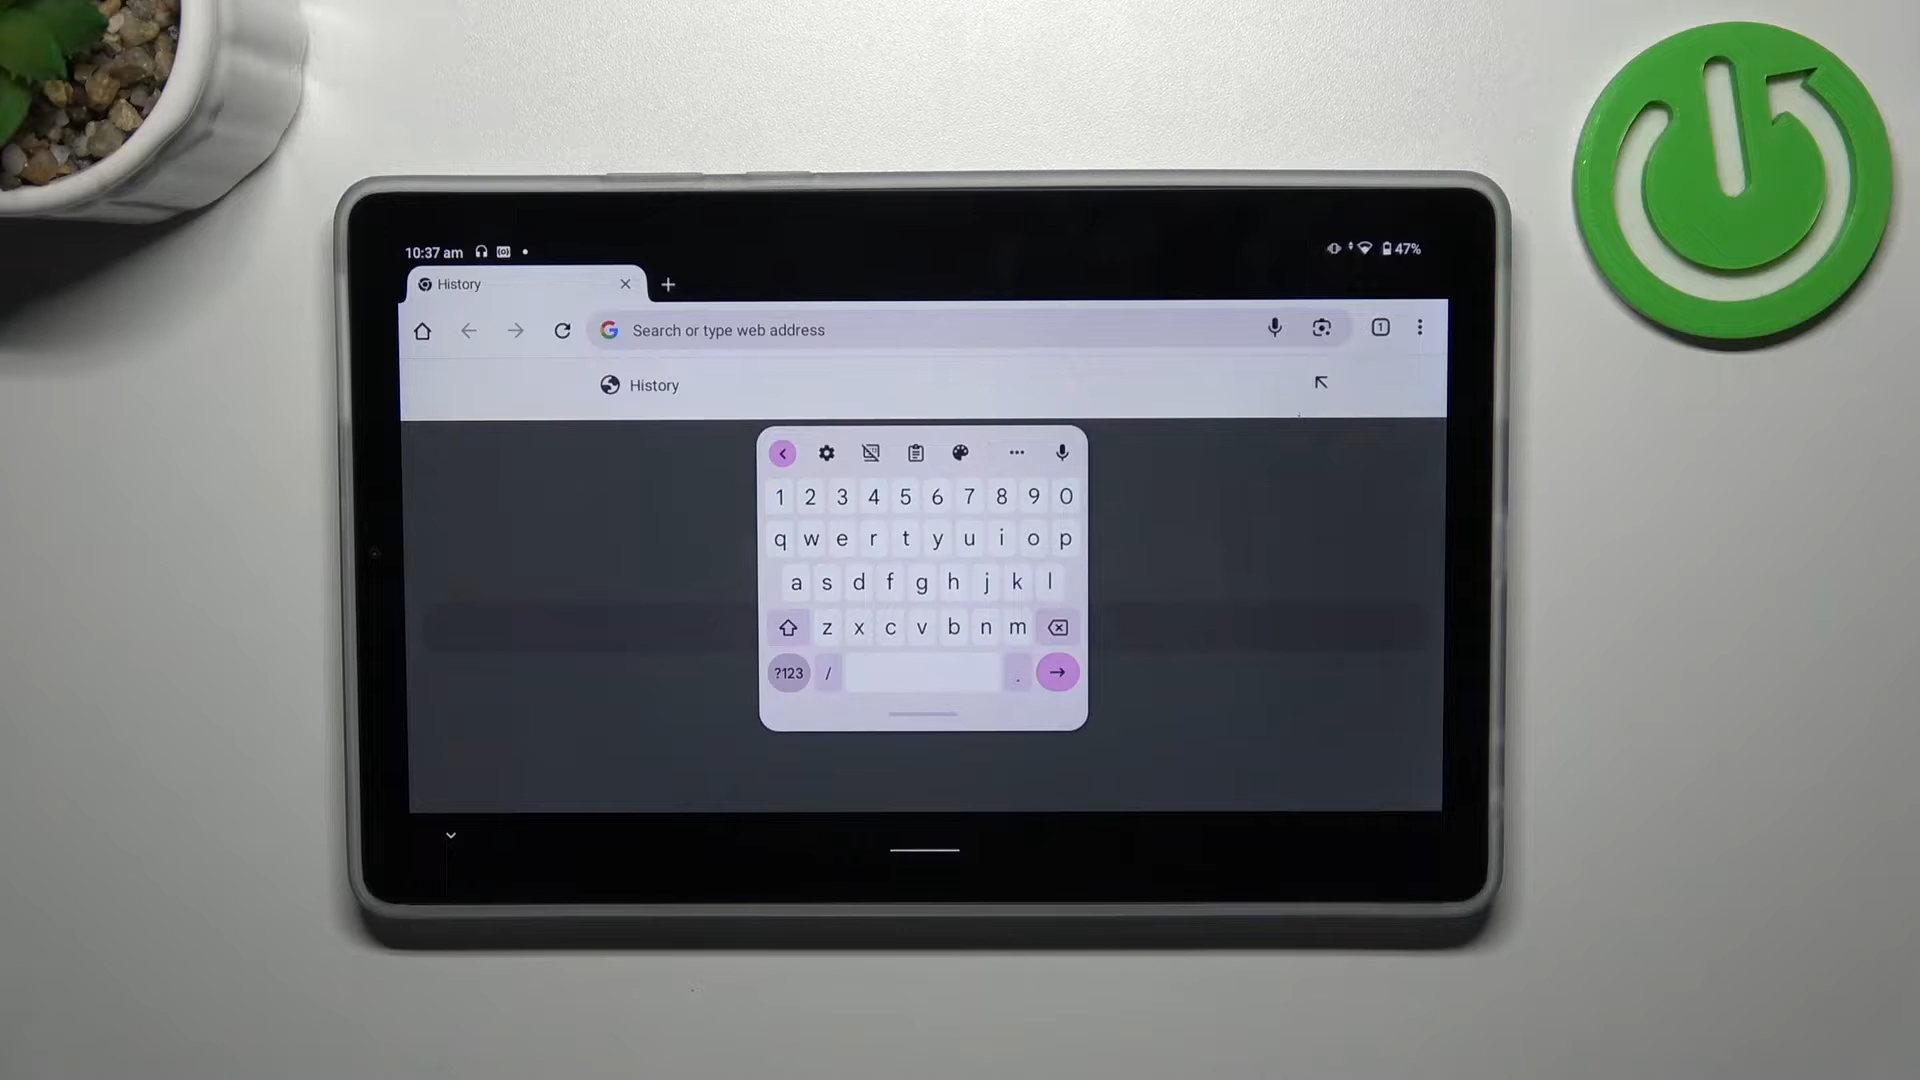 10:37 am 47%
History
Search or type web address 1
History
1 2 3 4 5 6 7 8 9 0
q w e r t y u i o p
a s d f g h j k l
z x c v b n m
?123 / .